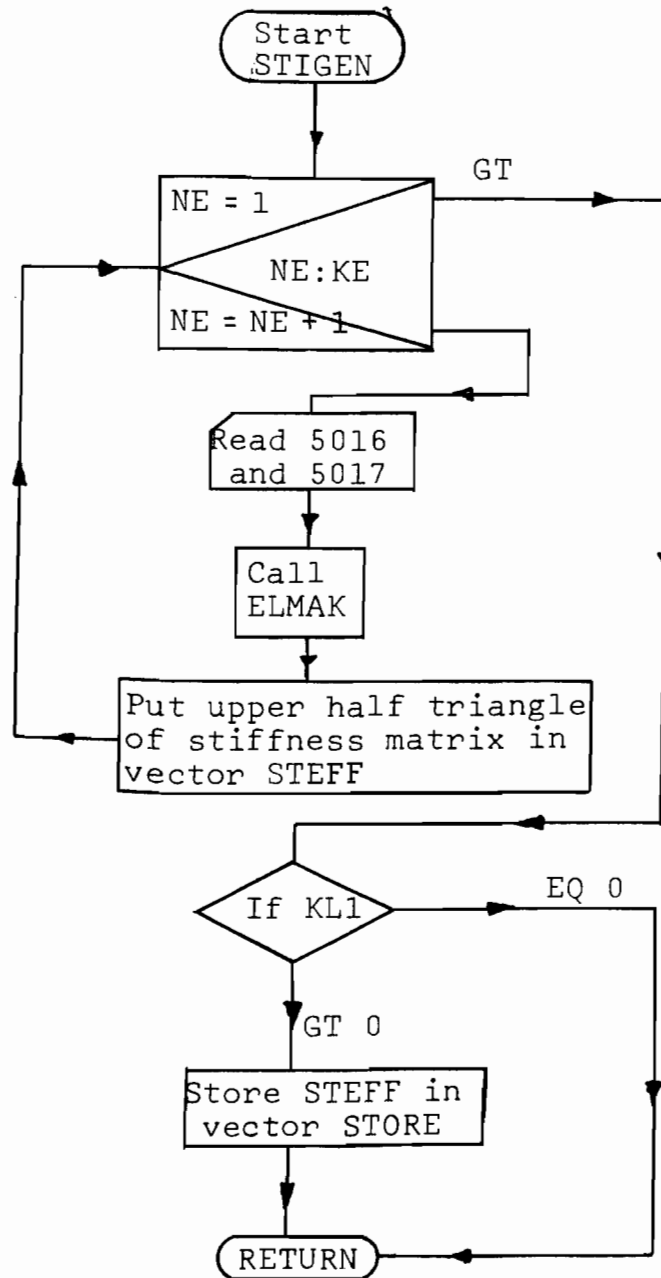 Start
STIGEN
GT
NE = 1
NE:KE
NE = NE + 1
Read 5016
and 5017
Call
ELMAK
Put upper half triangle
of stiffness matrix in
vector STEFF
If KL1
EQ 0
GT 0
Store STEFF in
vector STORE
RETURN